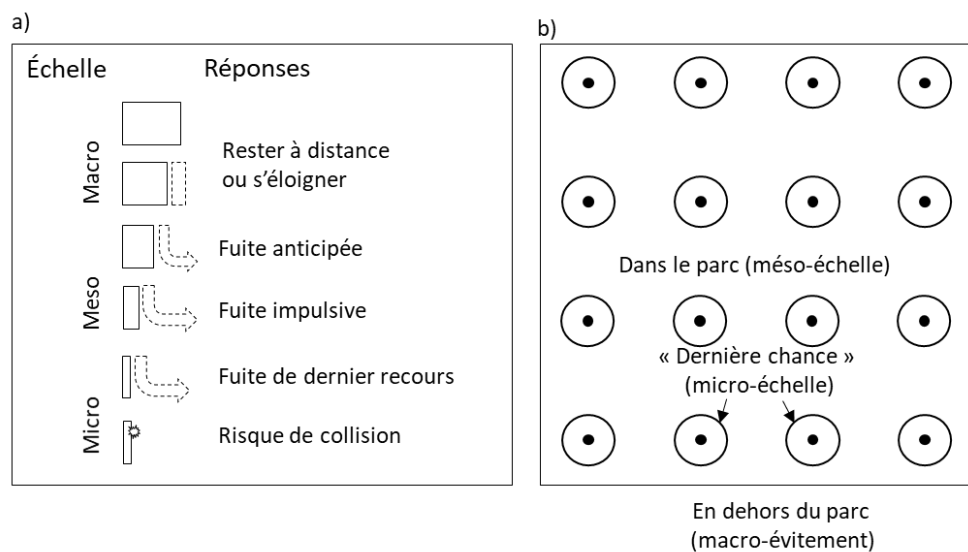 a)
Échelle
Réponses
Macro
Rester à distance
ou s’éloigner
Meso
Fuite anticipée
Fuite impulsive
Micro
Fuite de dernier recours
Risque de collision
b)
Dans le parc (méso-échelle)
« Dernière chance »
(micro-échelle)
En dehors du parc
(macro-évitement)